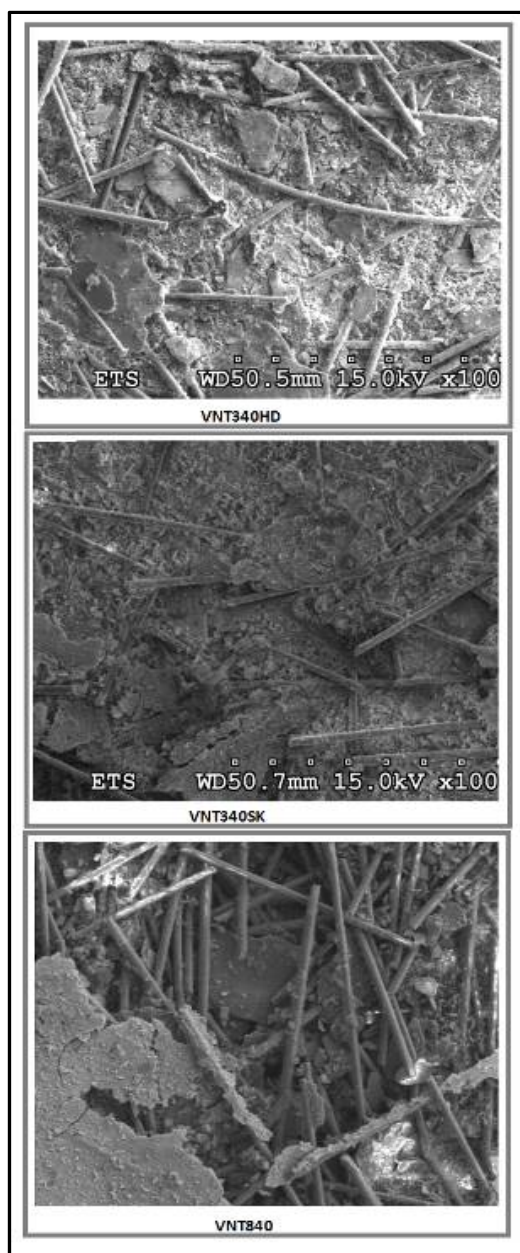 ETS WD50.5mm 15.0kV x100
VNT340HD
ETS WD50.7mm 15.0kV x100
VNT340SK
VNT840